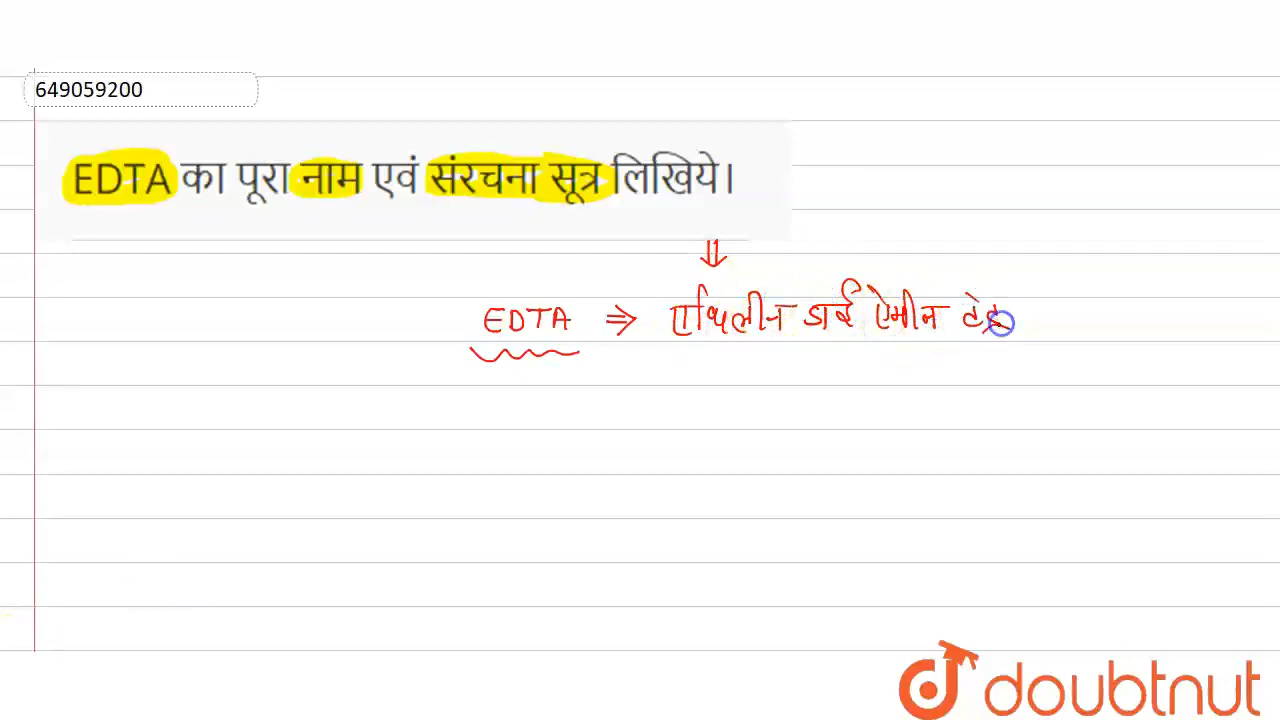 649059200
EDTA का पूरा नाम एवं संरचना सूत्र लिखिये।
EDTA ⇒ एथिलीन डाई ऐमीन टेट्रा
doubtnut